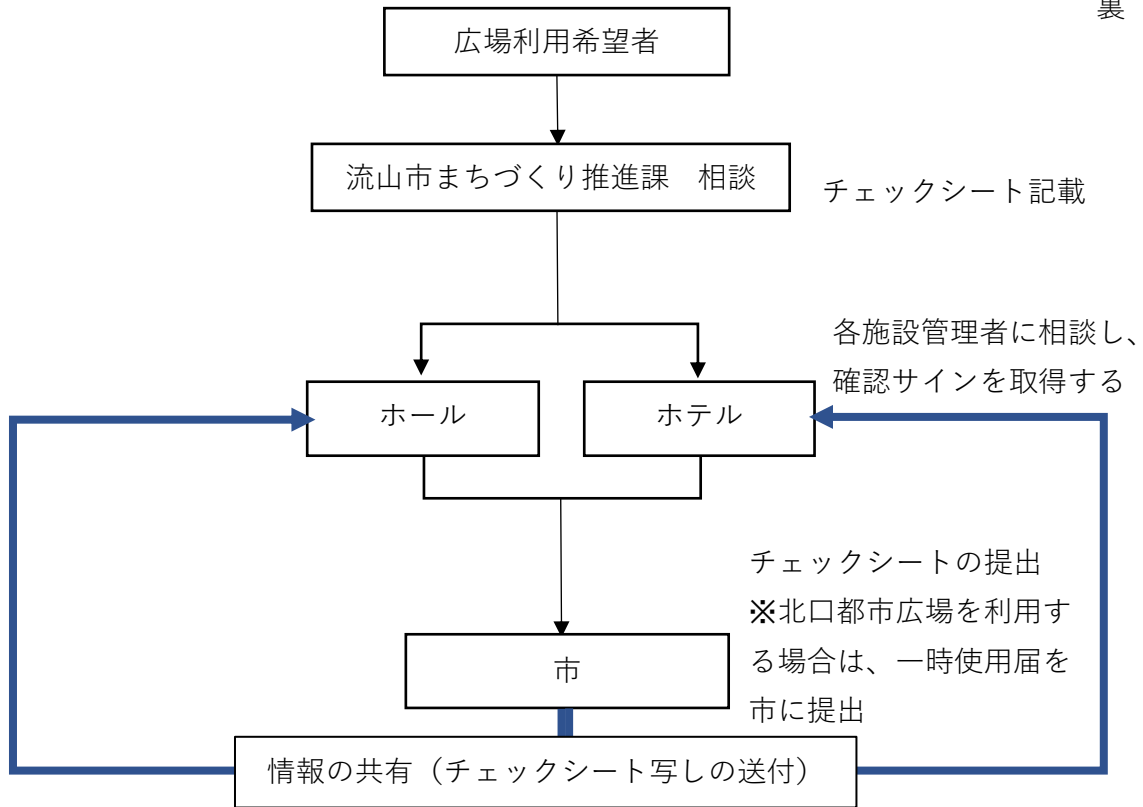 裏
広場利用希望者
流山市まちづくり推進課　相談
チェックシート記載
各施設管理者に相談し、
確認サインを取得する
ホール
ホテル
チェックシートの提出
※北口都市広場を利用す
る場合は、一時使用届を
市に提出
市
情報の共有（チェックシート写しの送付）